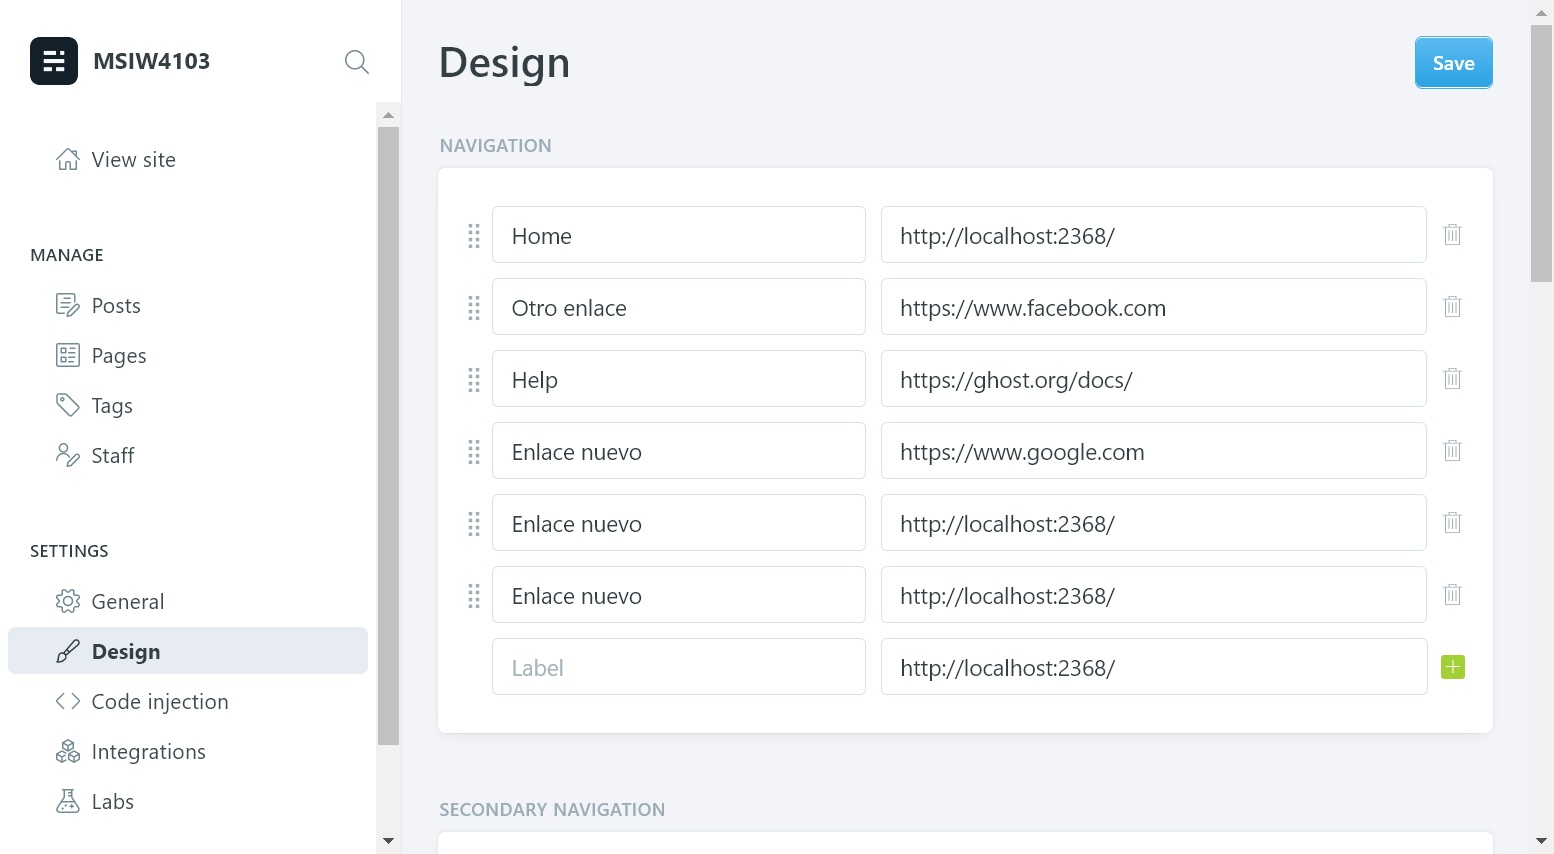 MSIW4103
View site
MANAGE
Posts
Pages
Tags
Staff
SETTINGS
General
Design
Code injection
Integrations
Labs
Design
Save
NAVIGATION
Home http://localhost:2368/
Otro enlace https://www.facebook.com
Help https://ghost.org/docs/
Enlace nuevo https://www.google.com
Enlace nuevo http://localhost:2368/
Enlace nuevo http://localhost:2368/
Label http://localhost:2368/
SECONDARY NAVIGATION